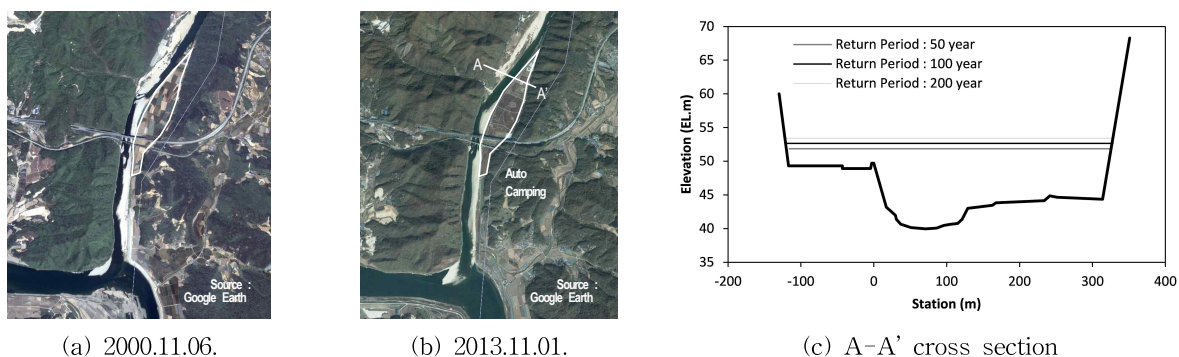 Source :
Google Earth
(a) 2000.11.06.
A
A'
Auto
Camping
Source :
Google Earth
(b) 2013.11.01.
Elevation (EL.m)
70
65
60
55
50
45
40
35
Return Period : 50 year
Return Period : 100 year
Return Period : 200 year
-200 -100 0 100 200 300 400
Station (m)
(c) A-A' cross section